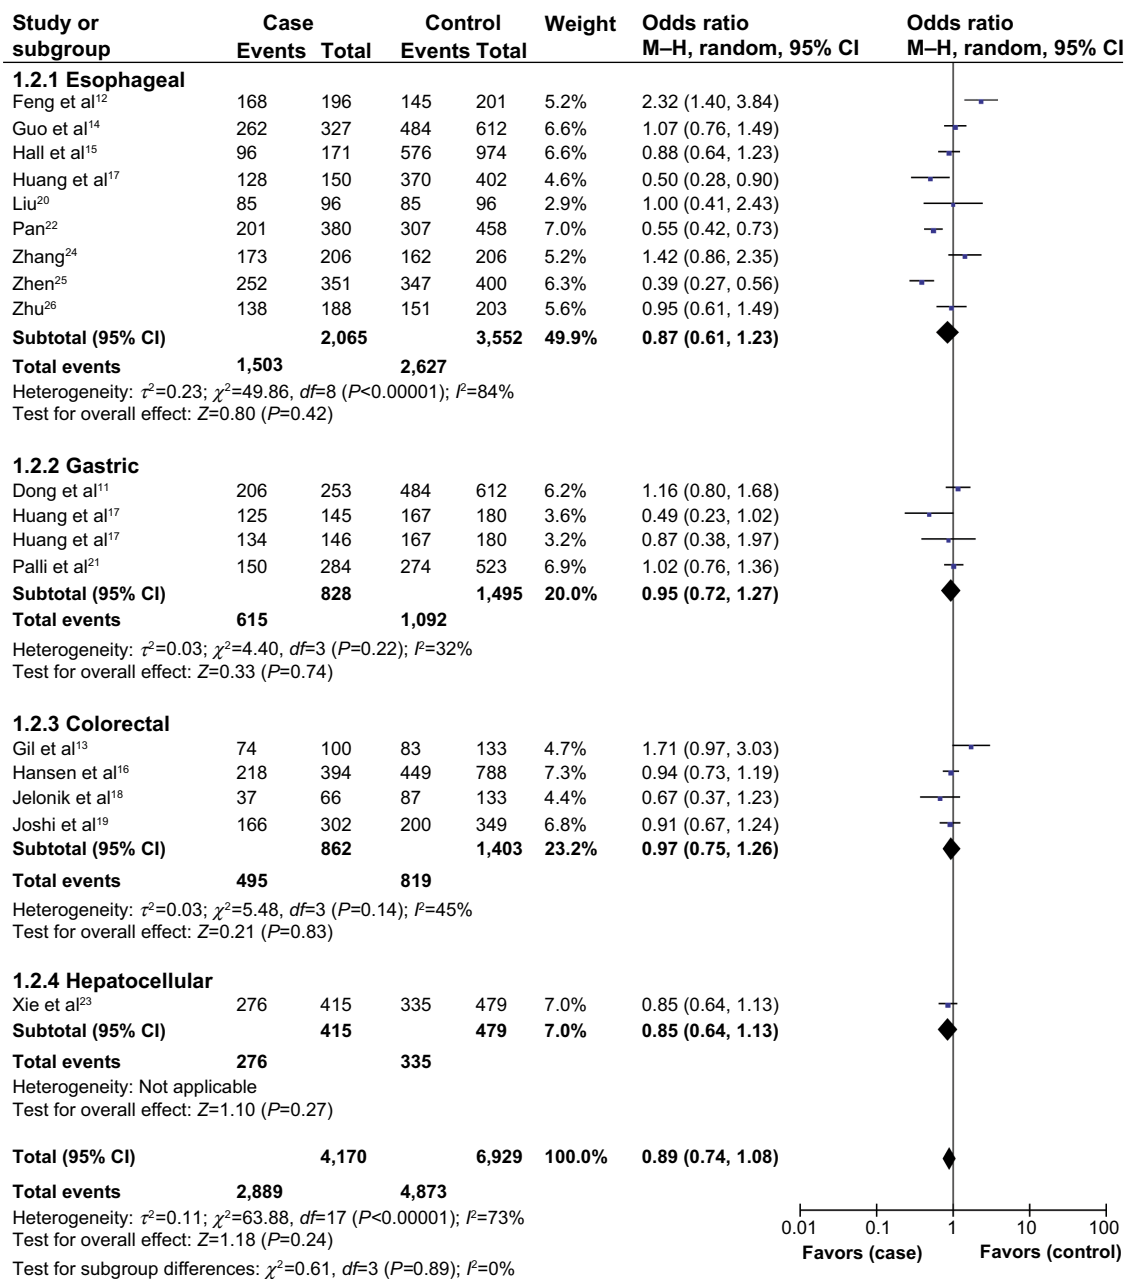 Study or subgroup Case Control Weight Odds ratio M–H, random, 95% CI Odds ratio M–H, random, 95% CI
Events Total Events Total
1.2.1 Esophageal
Feng et al12 168 196 145 201 5.2% 2.32 (1.40, 3.84)
Guo et al14 262 327 484 612 6.6% 1.07 (0.76, 1.49)
Hall et al15 96 171 576 974 6.6% 0.88 (0.64, 1.23)
Huang et al17 128 150 370 402 4.6% 0.50 (0.28, 0.90)
Liu20 85 96 85 96 2.9% 1.00 (0.41, 2.43)
Pan22 201 380 307 458 7.0% 0.55 (0.42, 0.73)
Zhang24 173 206 162 206 5.2% 1.42 (0.86, 2.35)
Zhen25 252 351 347 400 6.3% 0.39 (0.27, 0.56)
Zhu26 138 188 151 203 5.6% 0.95 (0.61, 1.49)
Subtotal (95% CI) 2,065 3,552 49.9% 0.87 (0.61, 1.23)
Total events 1,503 2,627
Heterogeneity: τ2=0.23; χ2=49.86, df=8 (P<0.00001); I2=84%
Test for overall effect: Z=0.80 (P=0.42)
1.2.2 Gastric
Dong et al11 206 253 484 612 6.2% 1.16 (0.80, 1.68)
Huang et al17 125 145 167 180 3.6% 0.49 (0.23, 1.02)
Huang et al17 134 146 167 180 3.2% 0.87 (0.38, 1.97)
Palli et al21 150 284 274 523 6.9% 1.02 (0.76, 1.36)
Subtotal (95% CI) 828 1,495 20.0% 0.95 (0.72, 1.27)
Total events 615 1,092
Heterogeneity: τ2=0.03; χ2=4.40, df=3 (P=0.22); I2=32%
Test for overall effect: Z=0.33 (P=0.74)
1.2.3 Colorectal
Gil et al13 74 100 83 133 4.7% 1.71 (0.97, 3.03)
Hansen et al16 218 394 449 788 7.3% 0.94 (0.73, 1.19)
Jelonik et al18 37 66 87 133 4.4% 0.67 (0.37, 1.23)
Joshi et al19 166 302 200 349 6.8% 0.91 (0.67, 1.24)
Subtotal (95% CI) 862 1,403 23.2% 0.97 (0.75, 1.26)
Total events 495 819
Heterogeneity: τ2=0.03; χ2=5.48, df=3 (P=0.14); I2=45%
Test for overall effect: Z=0.21 (P=0.83)
1.2.4 Hepatocellular
Xie et al23 276 415 335 479 7.0% 0.85 (0.64, 1.13)
Subtotal (95% CI) 415 479 7.0% 0.85 (0.64, 1.13)
Total events 276 335
Heterogeneity: Not applicable
Test for overall effect: Z=1.10 (P=0.27)
Total (95% CI) 4,170 6,929 100.0% 0.89 (0.74, 1.08)
Total events 2,889 4,873
Heterogeneity: τ2=0.11; χ2=63.88, df=17 (P<0.00001); I2=73%
Test for overall effect: Z=1.18 (P=0.24)
Test for subgroup differences: χ2=0.61, df=3 (P=0.89); I2=0%
0.01 0.1 1 10 100
Favors (case) Favors (control)